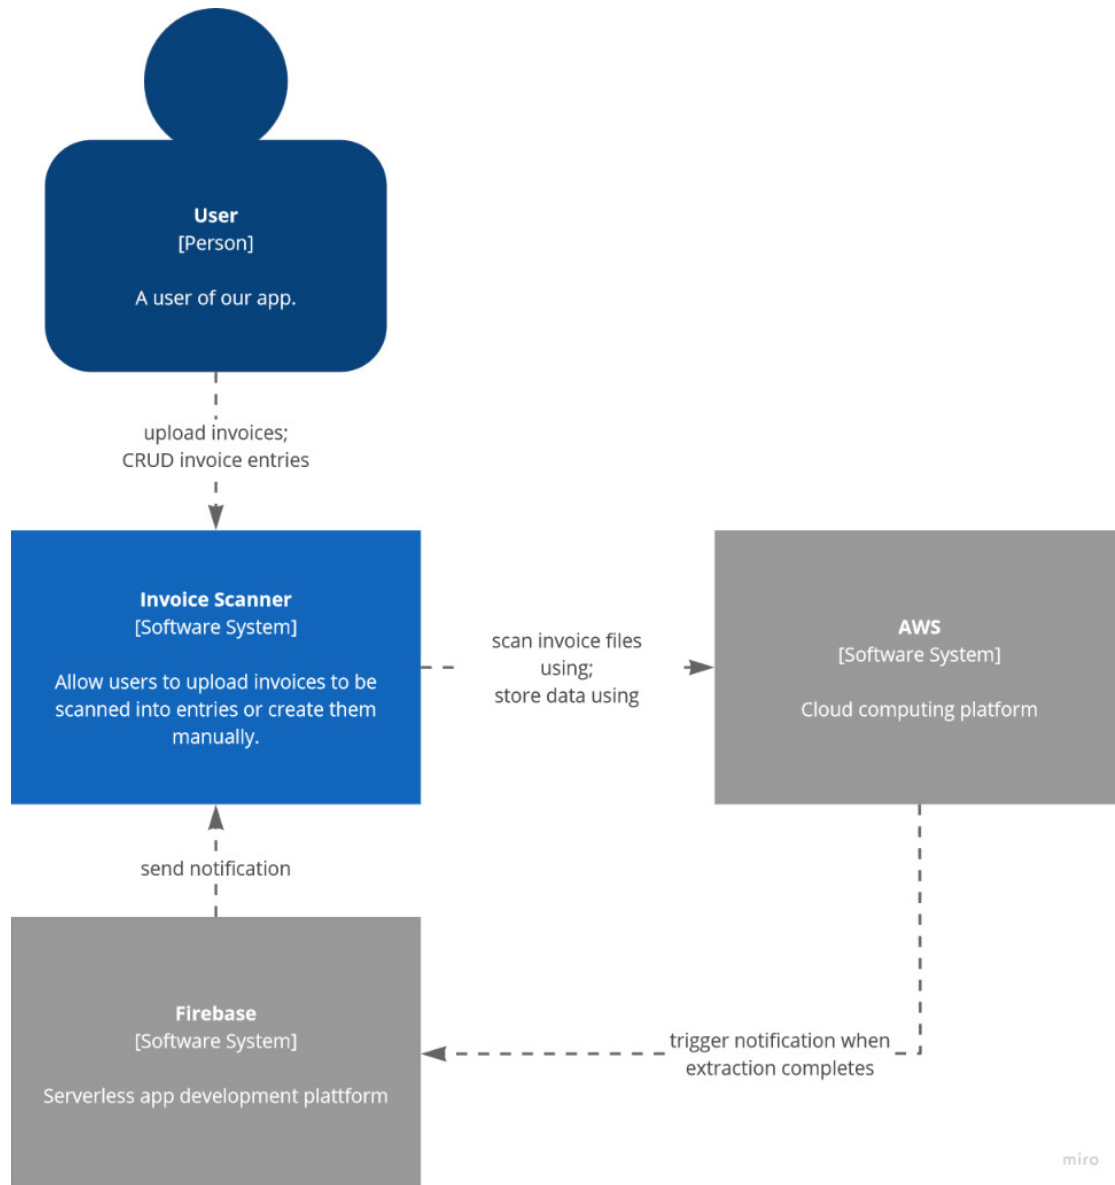 User
[Person]
A user of our app.
upload invoices;
CRUD invoice entries
Invoice Scanner
[Software System]
Allow users to upload invoices to be
scanned into entries or create them
manually.
scan invoice files
using;
store data using
AWS
[Software System]
Cloud computing platform
send notification
Firebase
[Software System]
Serverless app development plattform
trigger notification when
extraction completes
miro